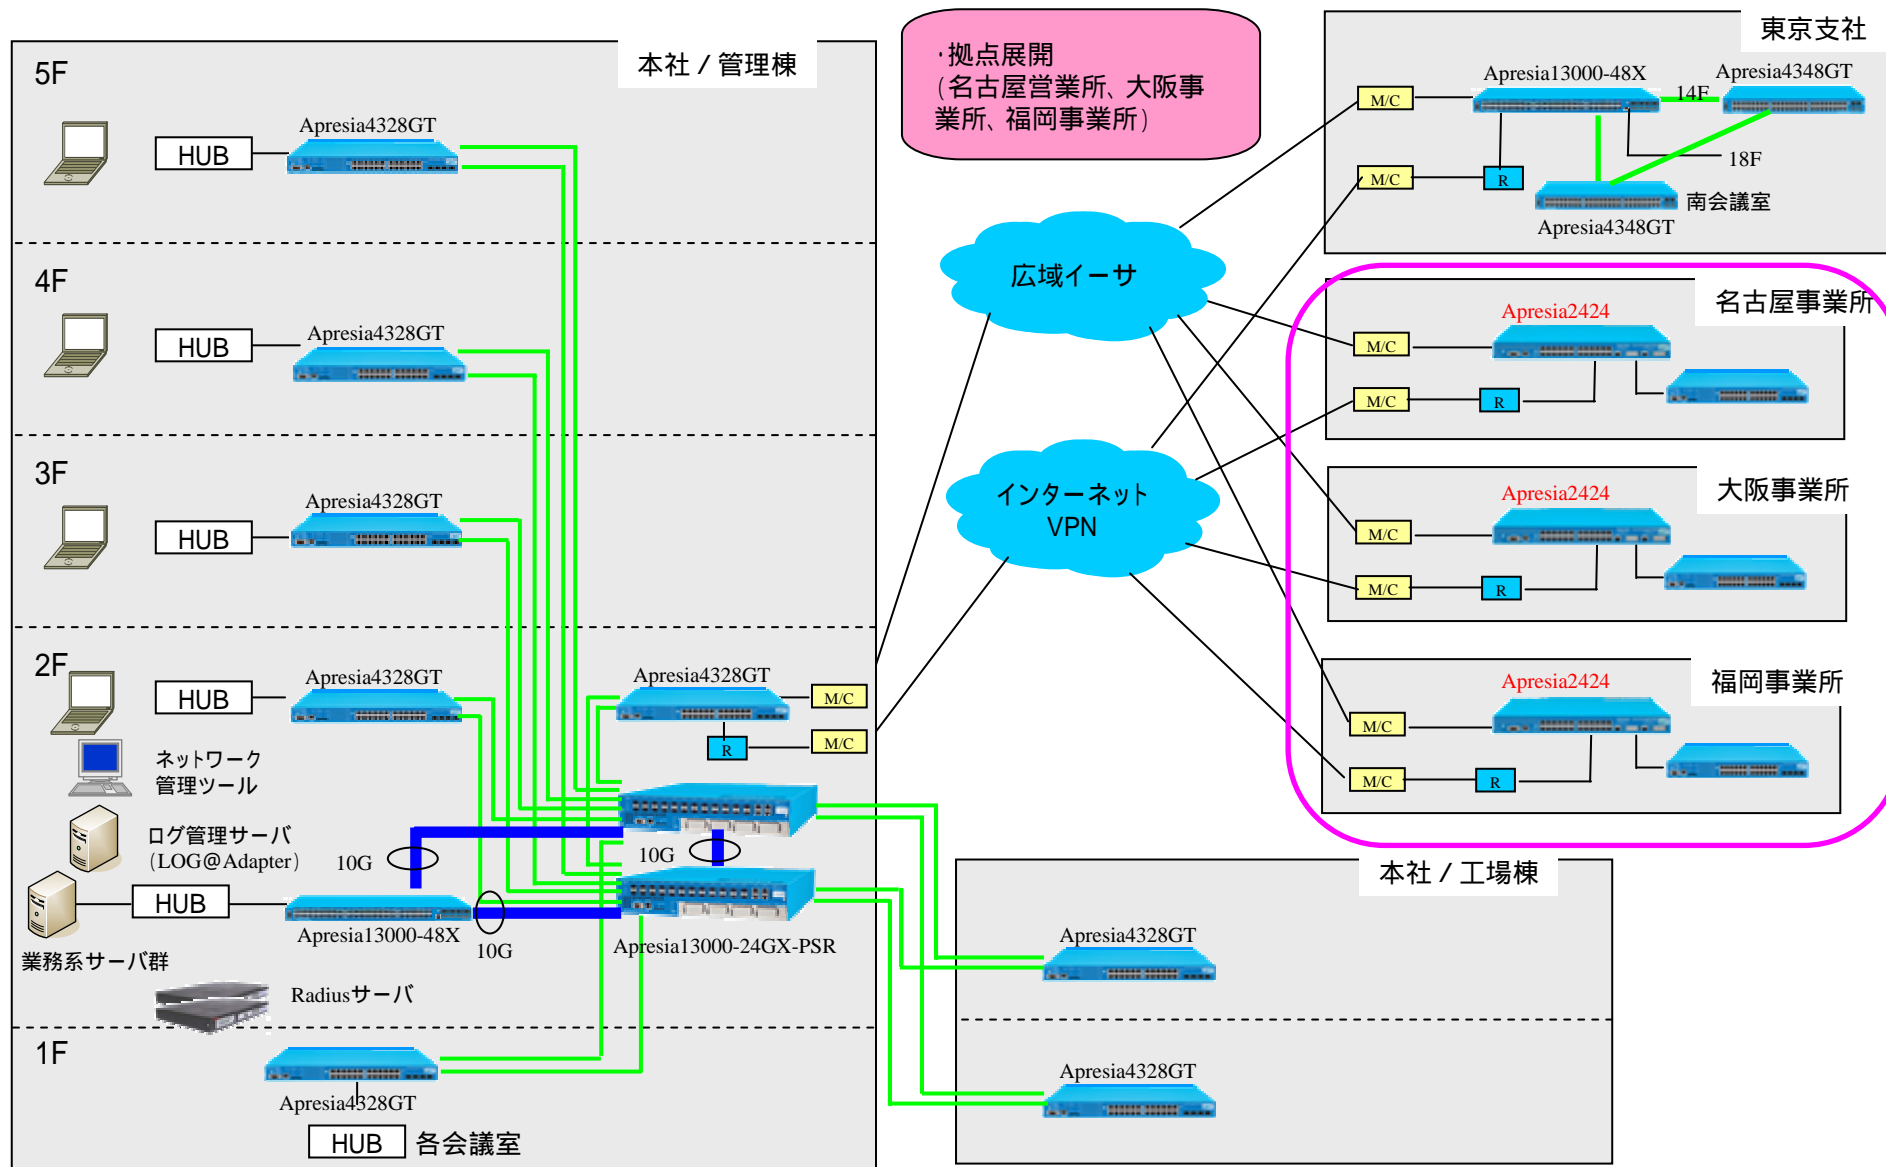 本社 / 管理棟
5F
Apresia4328GT
HUB
4F
Apresia4328GT
HUB
3F
Apresia4328GT
HUB
2F
Apresia4328GT
HUB
Apresia4328GT
M/C
R
M/C
ネットワーク
管理ツール
ログ管理サーバ
(LOG@Adapter)
10G
10G
HUB
Apresia13000-48X
10G
Apresia13000-24GX-PSR
業務系サーバ群
Radiusサーバ
1F
Apresia4328GT
HUB
各会議室
・拠点展開
(名古屋営業所、大阪事
業所、福岡事業所)
広域イーサ
インターネット
VPN
東京支社
Apresia13000-48X
Apresia4348GT
M/C
14F
18F
M/C
R
南会議室
Apresia4348GT
名古屋事業所
Apresia2424
M/C
M/C
R
大阪事業所
Apresia2424
M/C
M/C
R
福岡事業所
Apresia2424
M/C
M/C
R
本社 / 工場棟
Apresia4328GT
Apresia4328GT